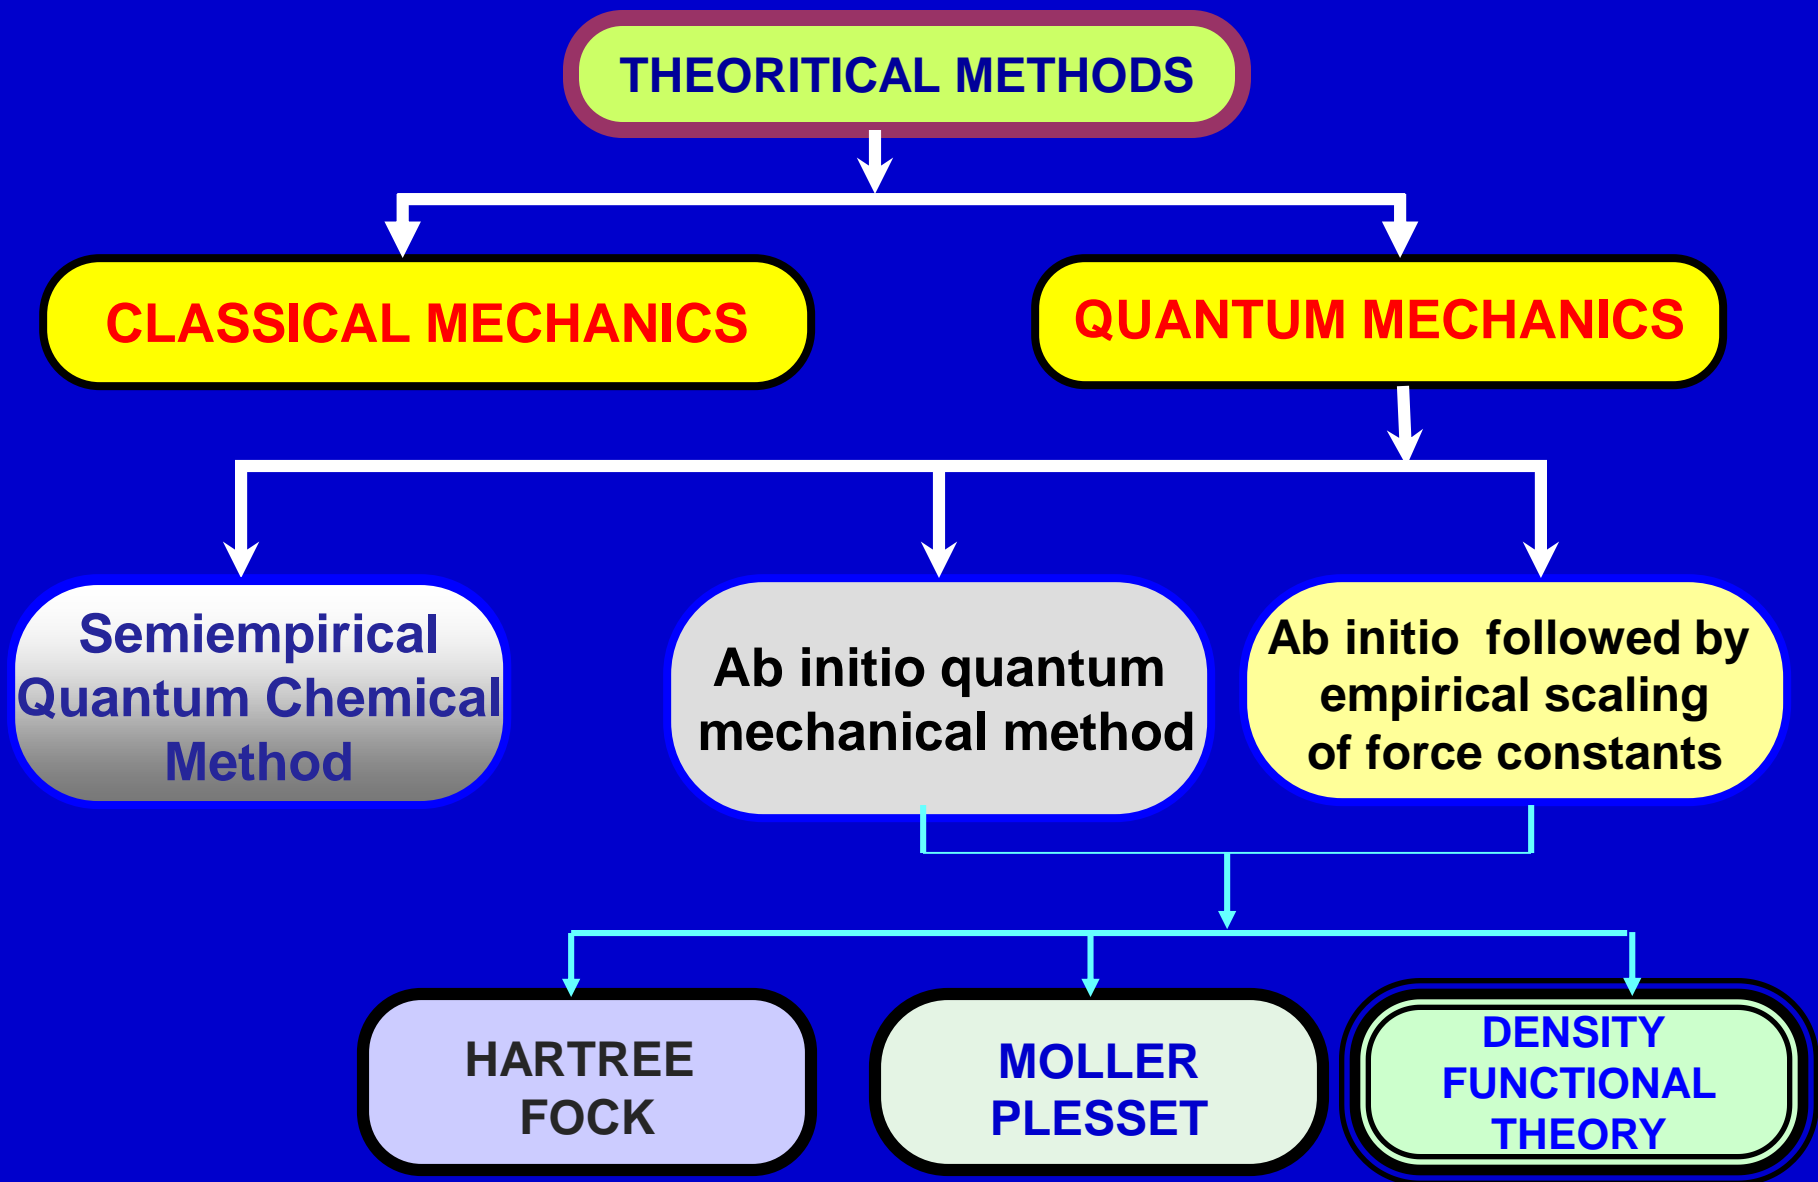 THEORITICAL METHODS
CLASSICAL MECHANICS
QUANTUM MECHANICS
Semiempirical
Quantum Chemical
Method
Ab initio quantum
mechanical method
Ab initio followed by
empirical scaling
of force constants
HARTREE
FOCK
MOLLER
PLESSET
DENSITY
FUNCTIONAL
THEORY